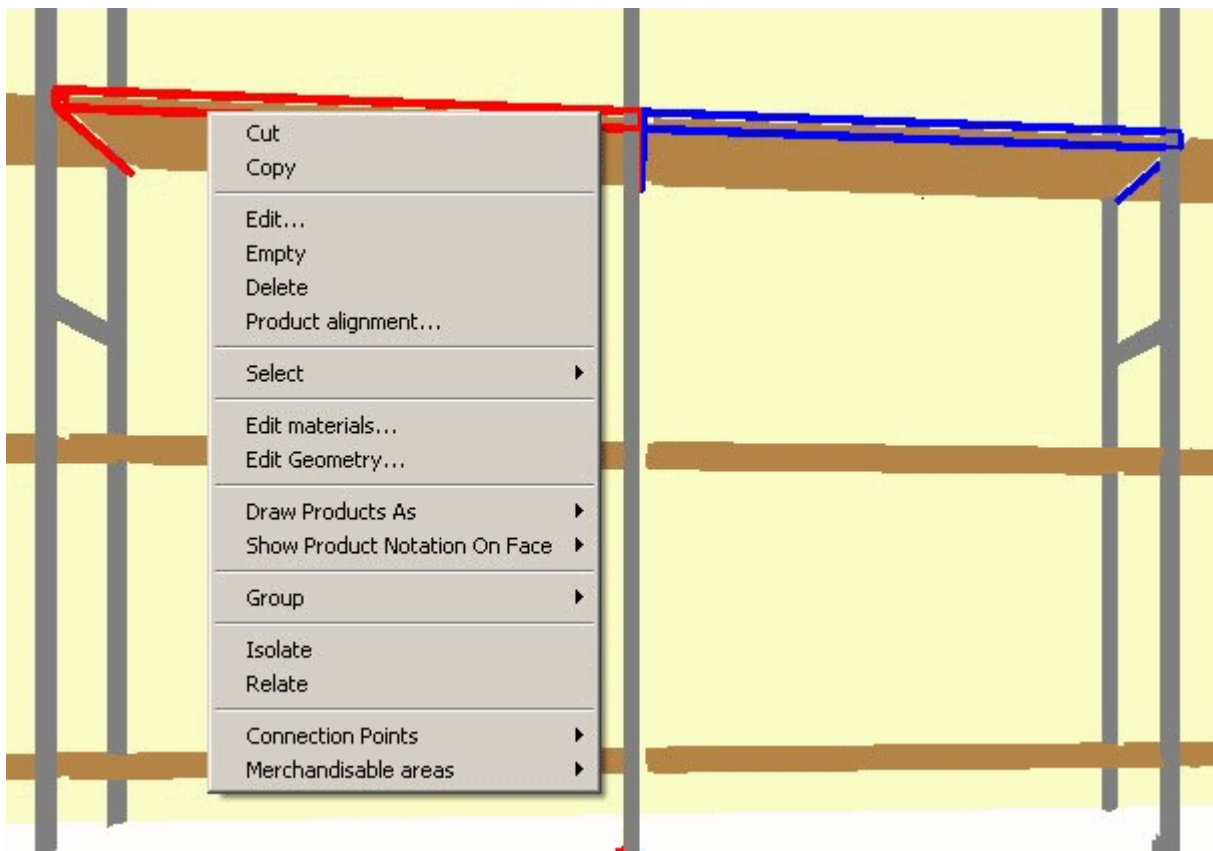 Cut
Copy
Edit...
Empty
Delete
Product alignment...
Select
Edit materials...
Edit Geometry...
Draw Products As
Show Product Notation On Face
Group
Isolate
Relate
Connection Points
Merchandisable areas